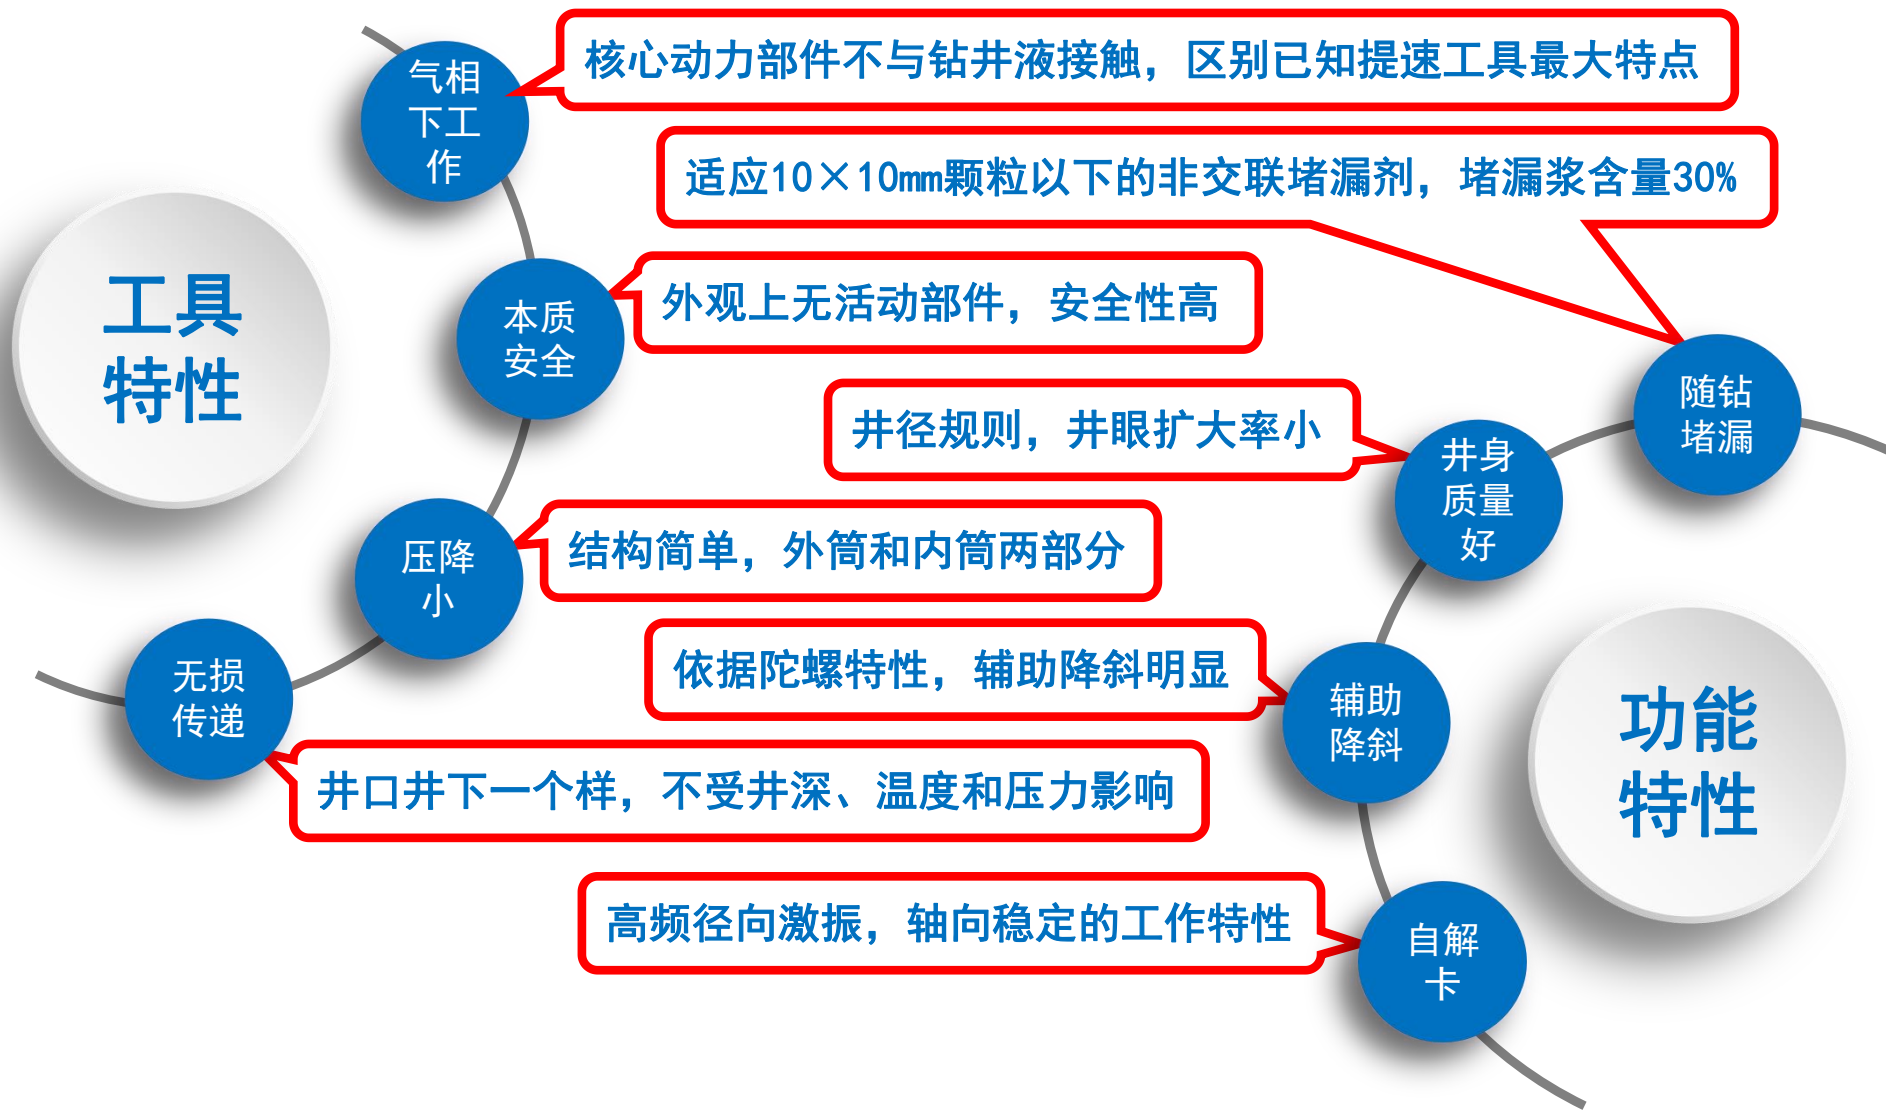 工具
特性
气相
下工
作
核心动力部件不与钻井液接触，区别已知提速工具最大特点
本质
安全
外观上无活动部件，安全性高
压降
小
结构简单，外筒和内筒两部分
无损
传递
井口井下一个样，不受井深、温度和压力影响
功能
特性
随钻
堵漏
适应10×10mm颗粒以下的非交联堵漏剂，堵漏浆含量30%
井身
质量
好
井径规则，井眼扩大率小
辅助
降斜
依据陀螺特性，辅助降斜明显
自解
卡
高频径向激振，轴向稳定的工作特性